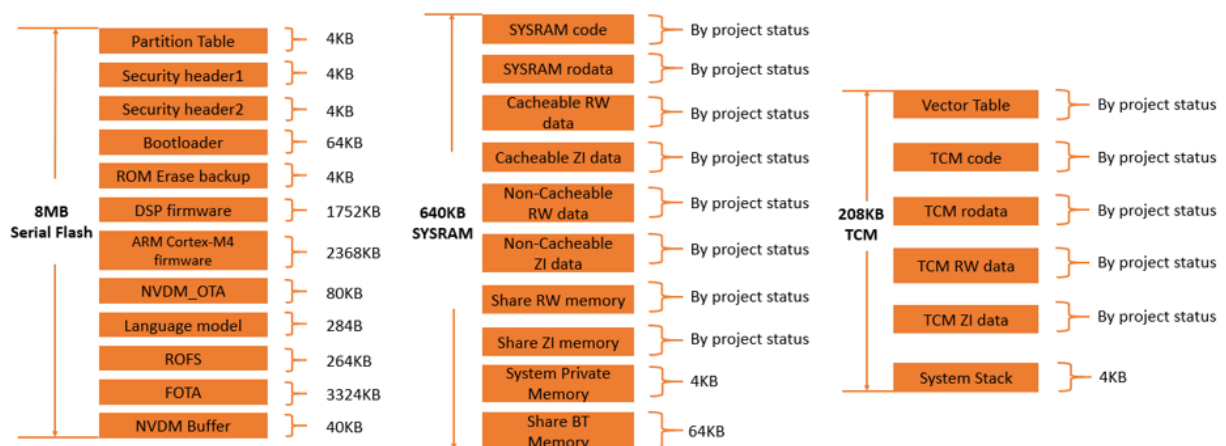 8MB
Serial Flash
Partition Table
4KB
Security header1
4KB
Security header2
4KB
Bootloader
64KB
ROM Erase backup
4KB
DSP firmware
1752KB
ARM Cortex-M4
firmware
2368KB
NVDM_OTA
80KB
Language model
284B
ROFS
264KB
FOTA
3324KB
NVDM Buffer
40KB
640KB
SYSRAM
SYSRAM code
By project status
SYSRAM rodata
By project status
Cacheable RW
data
By project status
Cacheable ZI data
By project status
Non-Cacheable
RW data
By project status
Non-Cacheable
ZI data
By project status
Share RW memory
By project status
Share ZI memory
By project status
System Private
Memory
4KB
Share BT
Memory
64KB
208KB
TCM
Vector Table
By project status
TCM code
By project status
TCM rodata
By project status
TCM RW data
By project status
TCM ZI data
By project status
System Stack
4KB